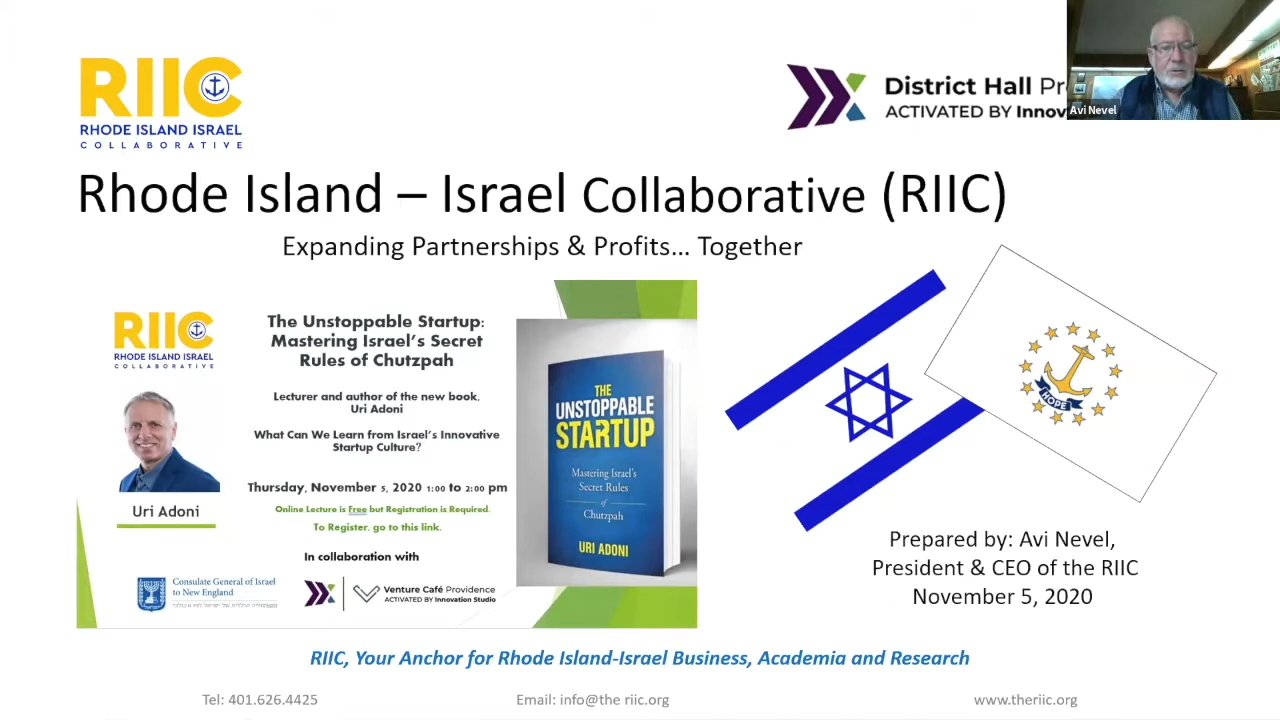 RIIC
RHODE ISLAND ISRAEL
COLLABORATIVE
District Hall Pr
ACTIVATED BY Innov
Avi Nevel
Rhode Island – Israel Collaborative (RIIC)
Expanding Partnerships & Profits... Together
RIIC
RHODE ISLAND ISRAEL
COLLABORATIVE
Uri Adoni
The Unstoppable Startup:
Mastering Israel's Secret
Rules of Chutzpah
Lecturer and author of the new book,
Uri Adoni
What Can We Learn from Israel's Innovative
Startup Culture?
Thursday, November 5, 2020 1:00 to 2:00 pm
Online Lecture is Free but Registration is Required.
To Register, go to this link.
In collaboration with
Consulate General of Israel
to New England
Venture Café Providence
ACTIVATED BY Innovation Studio
THE
UNSTOPPABLE
STARTUP
Mastering Israel's
Secret Rules
of
Chutzpah
URI ADONI
HOPE
Prepared by: Avi Nevel,
President & CEO of the RIIC
November 5, 2020
RIIC, Your Anchor for Rhode Island-Israel Business, Academia and Research
Tel: 401.626.4425
Email: info@the riic.org
www.theriic.org